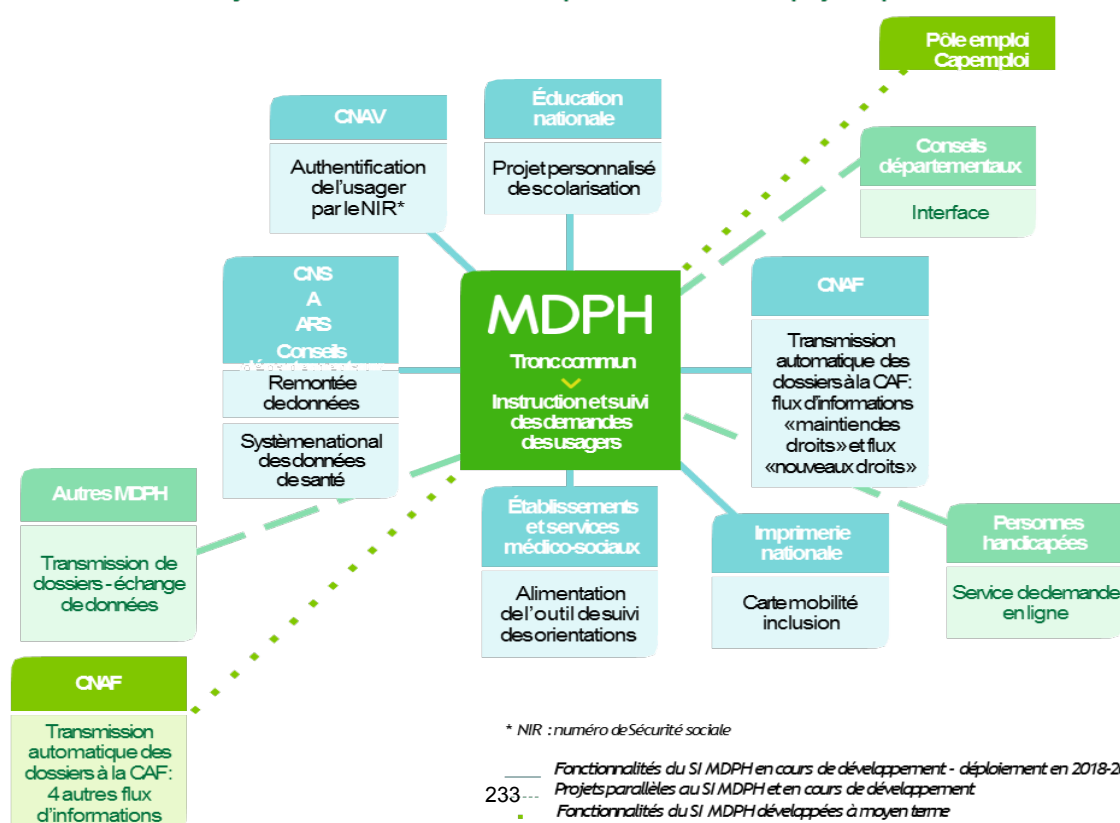 Pôle emploi
Capemploi
CNAV
Authentification
de l'usager
par le NIR*
Éducation
nationale
Projet personnalisé
de scolarisation
Conseils
départementaux
Interface
CNS
A
ARS
Conseils
Remontée
de données
Système national
des données
de santé
MDPH
Tronc commun
Instruction et suivi
des demandes
des usagers
CNAF
Transmission
automatique des
dossiers à la CAF:
flux d'informations
«maintien des
droits» et flux
«nouveaux droits»
Autres MDPH
Transmission de
dossiers - échange
de données
Établissements
et services
médico-sociaux
Alimentation
de l'outil de suivi
des orientations
Imprimerie
nationale
Carte mobilité
inclusion
Personnes
handicapées
Service de demande
en ligne
CNAF
Transmission
automatique des
dossiers à la CAF:
4 autres flux
d'informations
* NIR : numéro de Sécurité sociale
Fonctionnalités du SI MDPH en cours de développement - déploiement en 2018-2
233
Projets parallèles au SI MDPH et en cours de développement
Fonctionnalités du SI MDPH développées à moyen terme